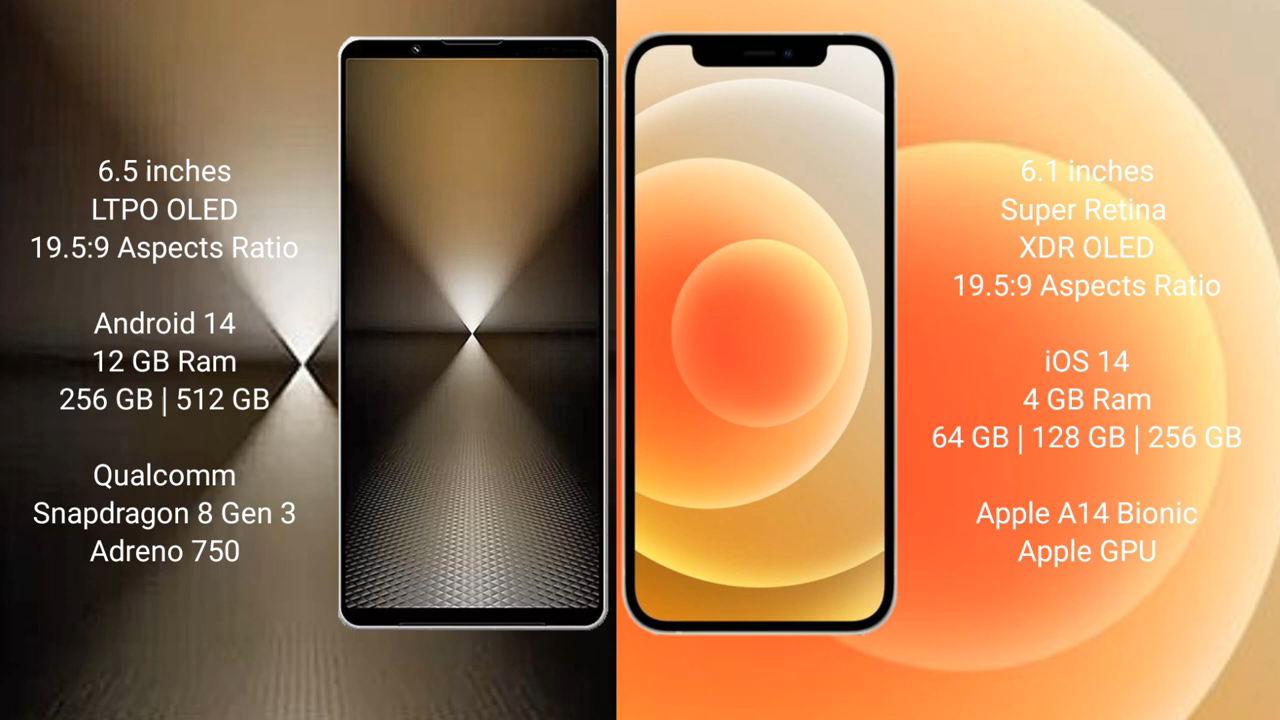 6.5 inches
LTPO OLED
19.5:9 Aspects Ratio
Android 14
12 GB Ram
256 GB | 512 GB
Qualcomm
Snapdragon 8 Gen 3
Adreno 750
6.1 inches
Super Retina
XDR OLED
19.5:9 Aspects Ratio
iOS 14
4 GB Ram
64 GB | 128 GB | 256 GB
Apple A14 Bionic
Apple GPU